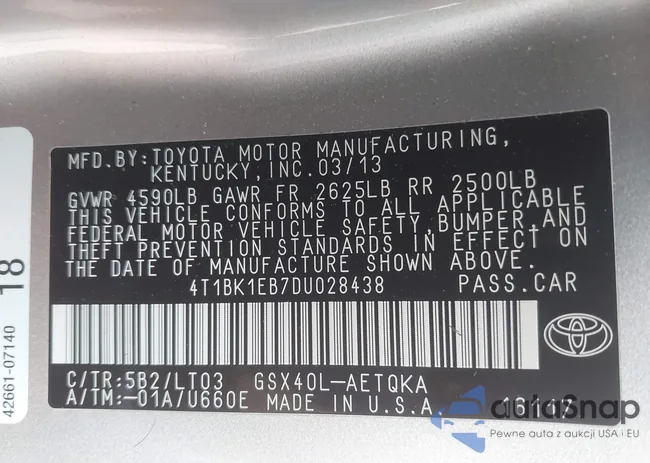 MFD.BY:TOYOTA MOTOR MANUFACTURING,
KENTUCKY,INC.03/13
GVWR 4590LB GAWR FR 2625LB RR 2500LB
THIS VEHICLE CONFORMS TO ALL APPLICABLE
FEDERAL MOTOR VEHICLE SAFETY,BUMPER,AND
THEFT PREVENTION STANDARDS IN EFFECT ON
THE DATE OF MANUFACTURE SHOWN ABOVE.
4T1BK1EB7DU028438 PASS.CAR
C/TR:5B2/LT03 GSX40L-AETQKA
A/TM:-01A/U660E MADE IN U.S.A.
42661-07140
18
autoSnap
Pewne auta z aukcji USA i EU